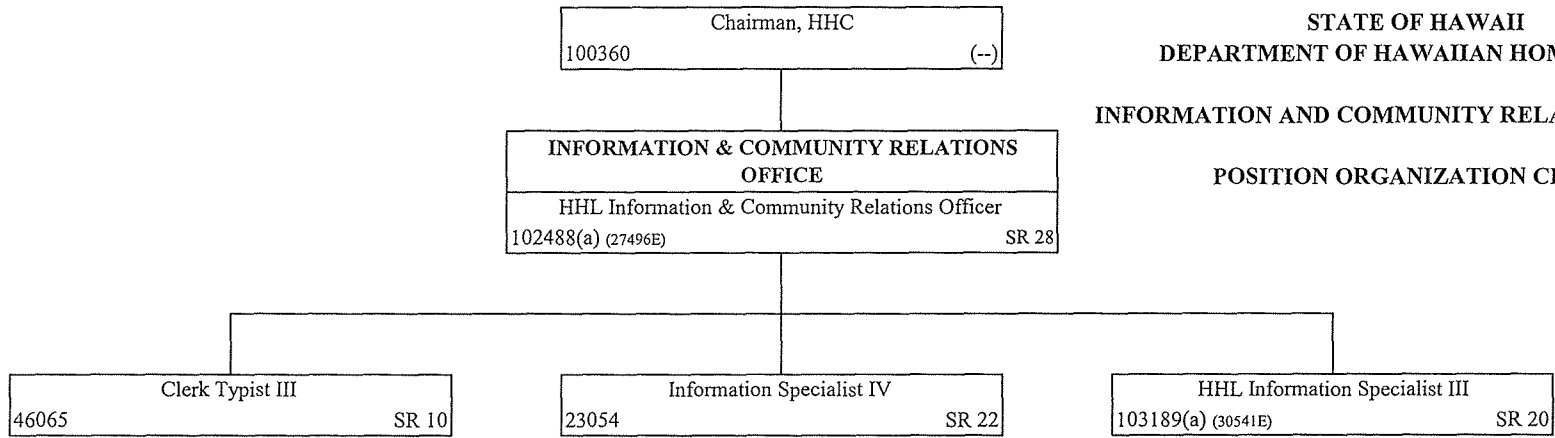 Chairman, HHC
100360 (--)
STATE OF HAWAII
DEPARTMENT OF HAWAIIAN HOM
INFORMATION AND COMMUNITY RELA
POSITION ORGANIZATION CH
INFORMATION & COMMUNITY RELATIONS
OFFICE
HHL Information & Community Relations Officer
102488(a) (27496E) SR 28
Clerk Typist III
46065 SR 10
Information Specialist IV
23054 SR 22
HHL Information Specialist III
103189(a) (30541E) SR 20